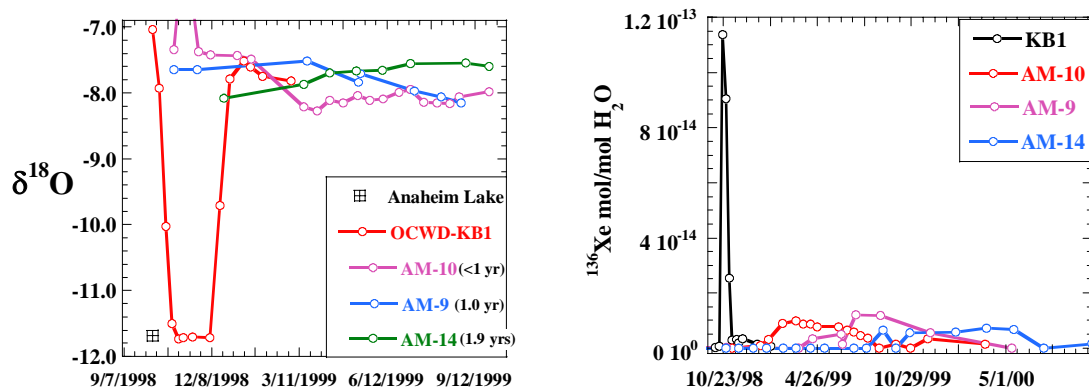 -7.0
-8.0
-9.0
-10.0
-11.0
-12.0
δ¹⁸O
9/7/1998
12/8/1998
3/11/1999
6/12/1999
9/12/1999
Anaheim Lake
OCWD-KB1
AM-10 (<1 yr)
AM-9 (1.0 yr)
AM-14 (1.9 yrs)
1.2 10⁻¹³
8 10⁻¹⁴
4 10⁻¹⁴
0 10⁰
¹³⁶Xe mol/mol H₂O
10/23/98
4/26/99
10/29/99
5/1/00
KB1
AM-10
AM-9
AM-14